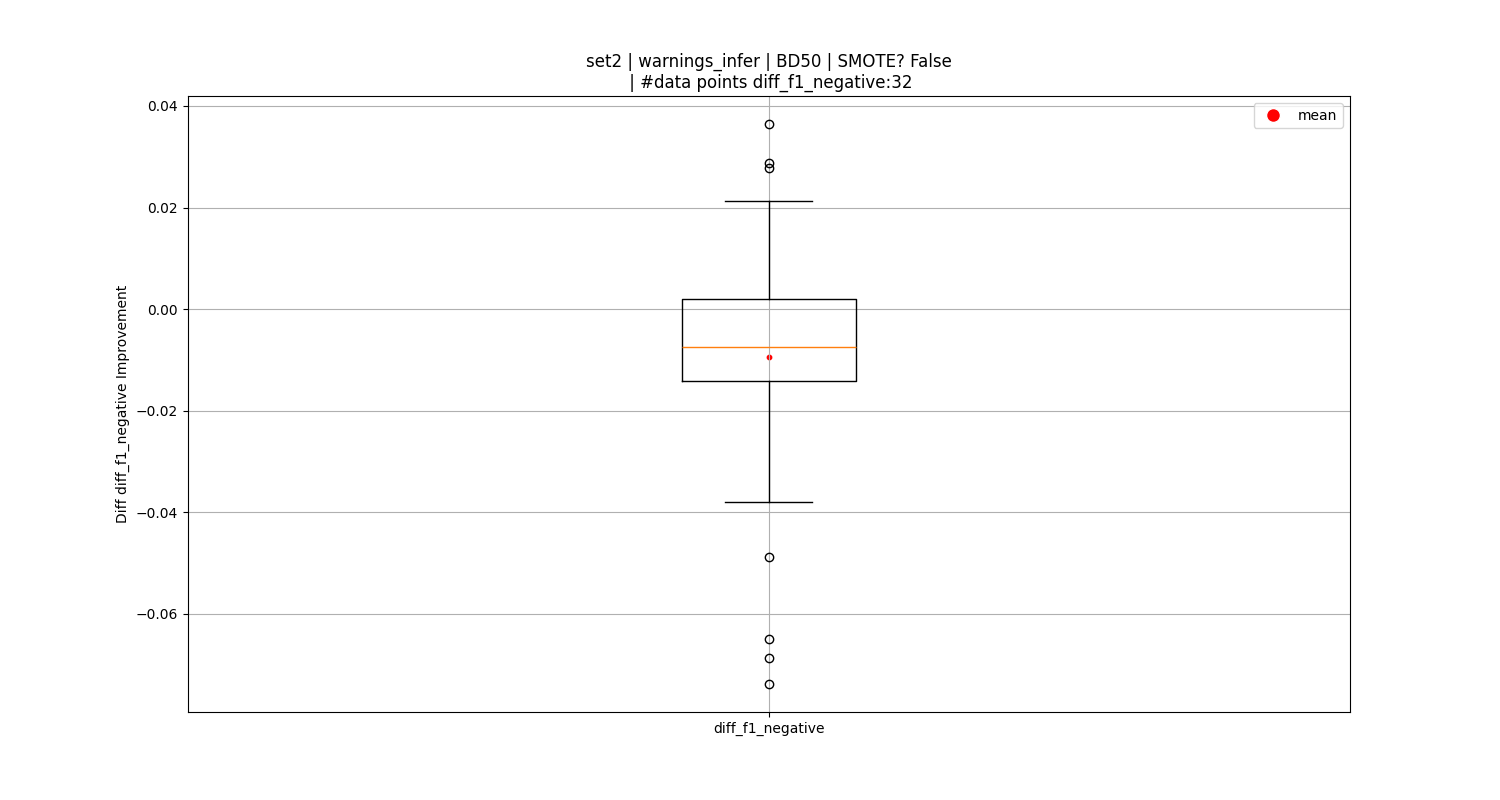 set2 | warnings_infer | BD50 | SMOTE? False
| #data points diff_f1_negative:32
mean
0.04
0.02
0.00
−0.02
−0.04
−0.06
Diff diff_f1_negative Improvement
diff_f1_negative